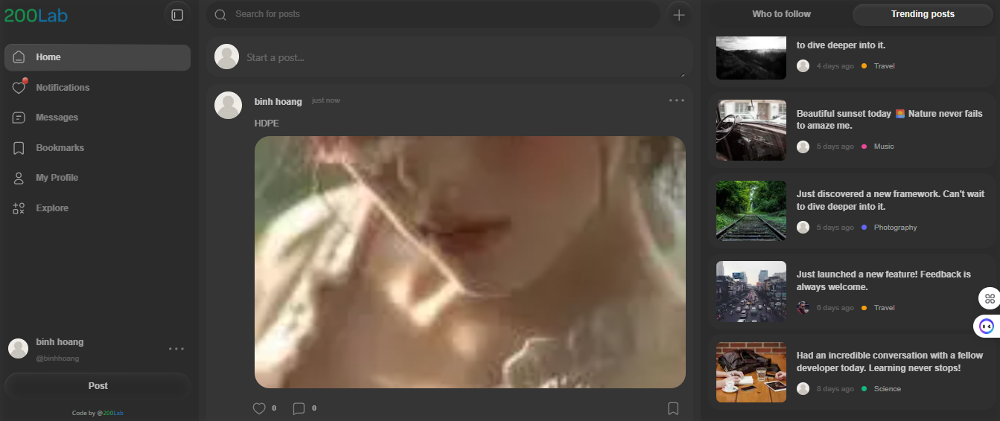 200Lab
Home
Notifications
Messages
Bookmarks
My Profile
Explore
binh hoang
@binhhoang
Post
Code by @200Lab
Search for posts
Start a post...
binh hoang just now
HDPE
0 0
Who to follow Trending posts
to dive deeper into it.
4 days ago Travel
Beautiful sunset today 🌇 Nature never fails
to amaze me.
5 days ago Music
Just discovered a new framework. Can't wait
to dive deeper into it.
5 days ago Photography
Just launched a new feature! Feedback is
always welcome.
6 days ago Travel
Had an incredible conversation with a fellow
developer today. Learning never stops!
8 days ago Science